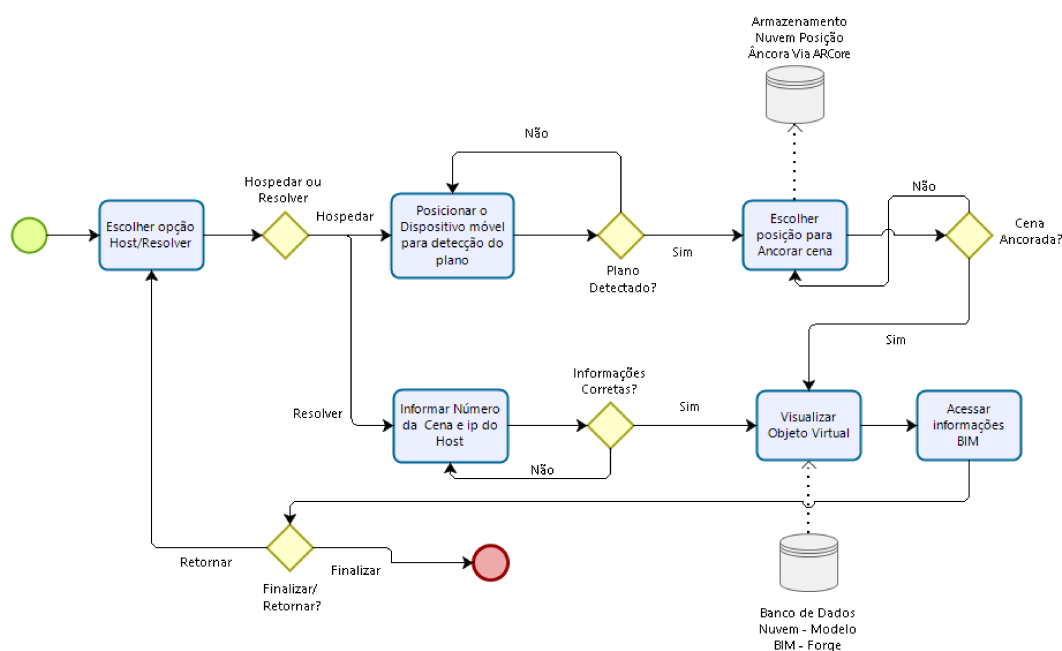 Armazenamento
Nuvem Posição
Âncora Via ARCore
Não
Hospedar ou
Resolver
Não
Escolher opção
Host/Resolver
Hospedar
Posicionar o
Dispositivo móvel
para detecção do
plano
Sim
Plano
Detectado?
Escolher
posição para
Ancorar cena
Cena
Ancorada?
Sim
Resolver
Informar Número
da Cena e ip do
Host
Informações
Corretas?
Sim
Não
Visualizar
Objeto Virtual
Acessar
informações
BIM
Retornar
Finalizar/
Retornar?
Finalizar
Banco de Dados
Nuvem - Modelo
BIM - Forge